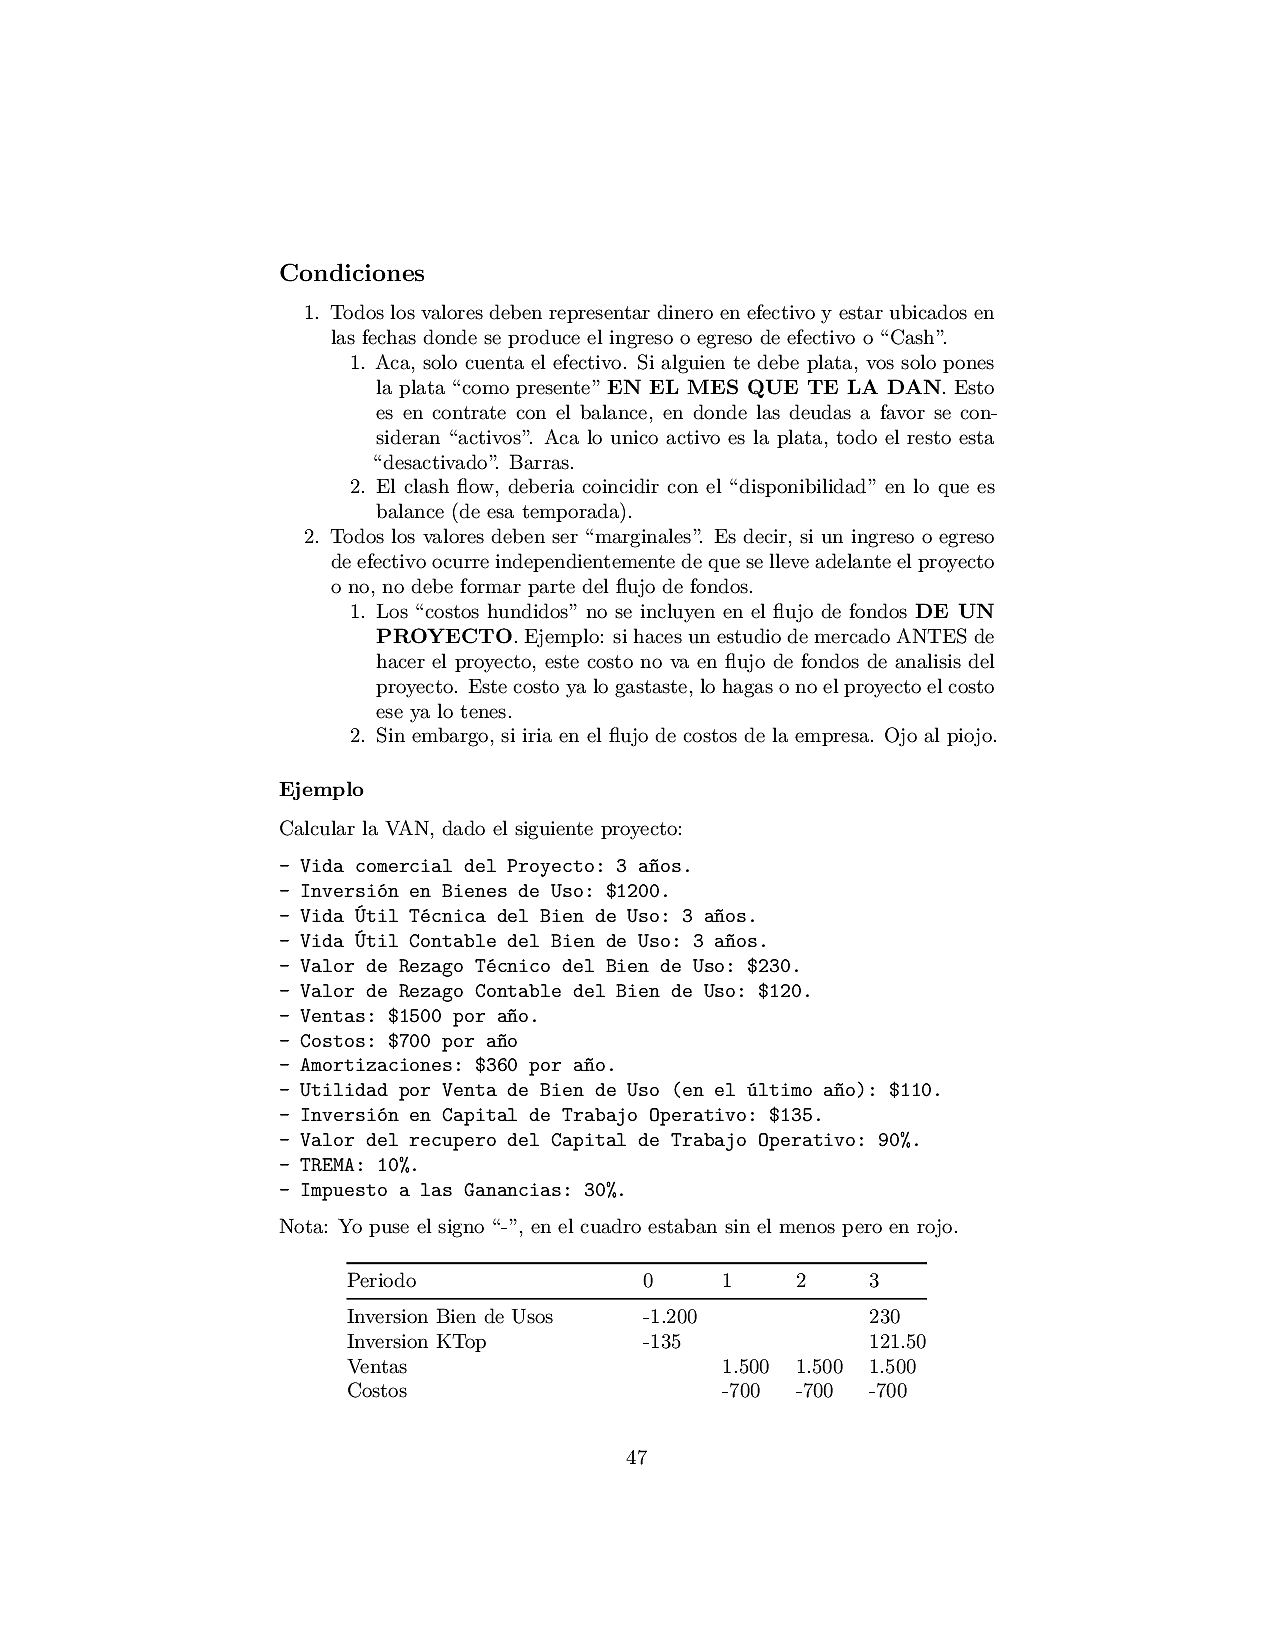 Condiciones
1. Todos los valores deben representar dinero en efectivo y estar ubicados en
las fechas donde se produce el ingreso o egreso de efectivo o “Cash”.
1. Aca, solo cuenta el efectivo. Si alguien te debe plata, vos solo pones
la plata “como presente” EN EL MES QUE TE LA DAN. Esto
es en contrate con el balance, en donde las deudas a favor se con-
sideran “activos”. Aca lo unico activo es la plata, todo el resto esta
“desactivado”. Barras.
2. El clash flow, deberia coincidir con el “disponibilidad” en lo que es
balance (de esa temporada).
2. Todos los valores deben ser “marginales”. Es decir, si un ingreso o egreso
de efectivo ocurre independientemente de que se lleve adelante el proyecto
o no, no debe formar parte del flujo de fondos.
1. Los “costos hundidos” no se incluyen en el flujo de fondos DE UN
PROYECTO. Ejemplo: si haces un estudio de mercado ANTES de
hacer el proyecto, este costo no va en flujo de fondos de analisis del
proyecto. Este costo ya lo gastaste, lo hagas o no el proyecto el costo
ese ya lo tenes.
2. Sin embargo, si iria en el flujo de costos de la empresa. Ojo al piojo.
Ejemplo
Calcular la VAN, dado el siguiente proyecto:
- Vida comercial del Proyecto: 3 años.
- Inversión en Bienes de Uso: $1200.
- Vida Útil Técnica del Bien de Uso: 3 años.
- Vida Útil Contable del Bien de Uso: 3 años.
- Valor de Rezago Técnico del Bien de Uso: $230.
- Valor de Rezago Contable del Bien de Uso: $120.
- Ventas: $1500 por año.
- Costos: $700 por año
- Amortizaciones: $360 por año.
- Utilidad por Venta de Bien de Uso (en el último año): $110.
- Inversión en Capital de Trabajo Operativo: $135.
- Valor del recupero del Capital de Trabajo Operativo: 90%.
- TREMA: 10%.
- Impuesto a las Ganancias: 30%.
Nota: Yo puse el signo “-”, en el cuadro estaban sin el menos pero en rojo.
Periodo 0 1 2 3
Inversion Bien de Usos -1.200 230
Inversion KTop -135 121.50
Ventas 1.500 1.500 1.500
Costos -700 -700 -700
47